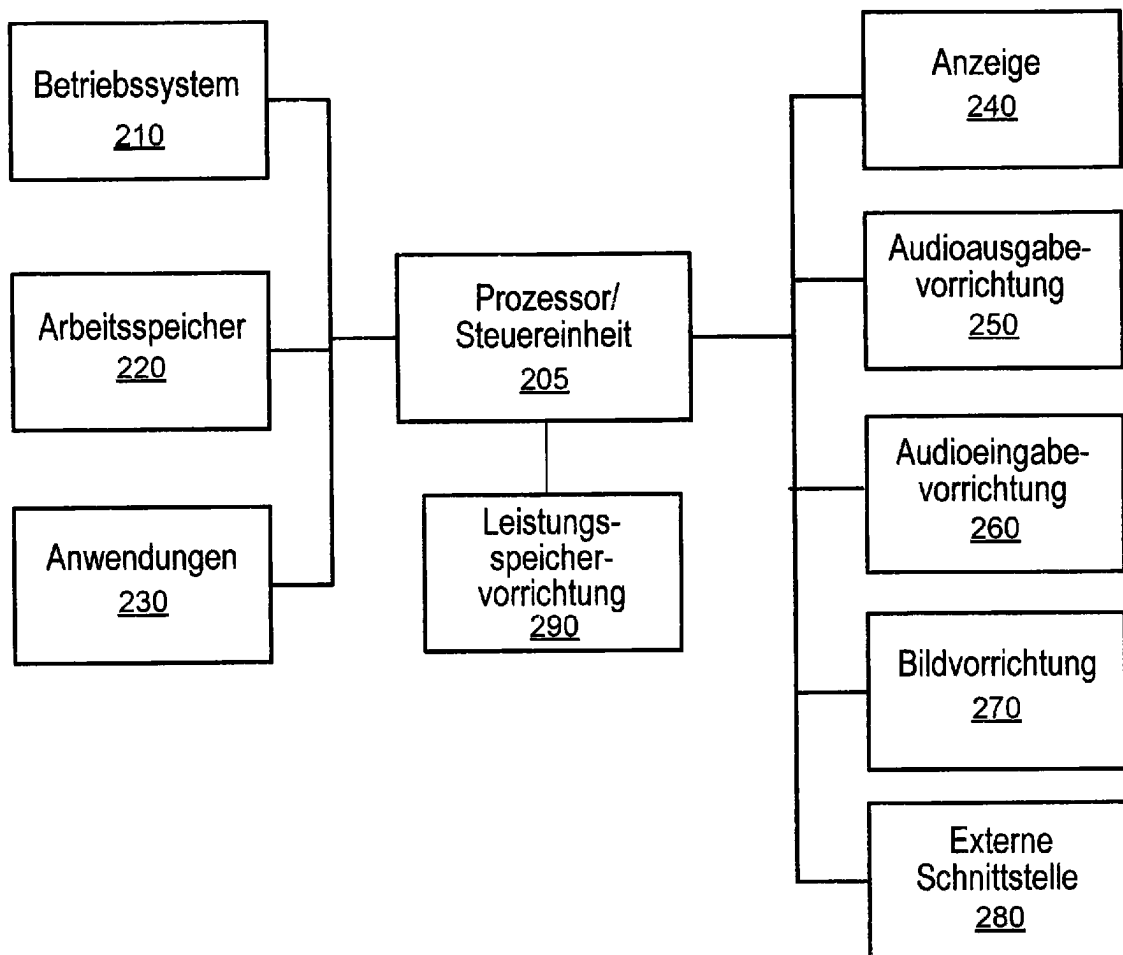 Betriebssystem
210
Arbeitsspeicher
220
Anwendungen
230
Prozessor/
Steuereinheit
205
Leistungs-
speicher-
vorrichtung
290
Anzeige
240
Audioausgabe-
vorrichtung
250
Audioeingabe-
vorrichtung
260
Bildvorrichtung
270
Externe
Schnittstelle
280